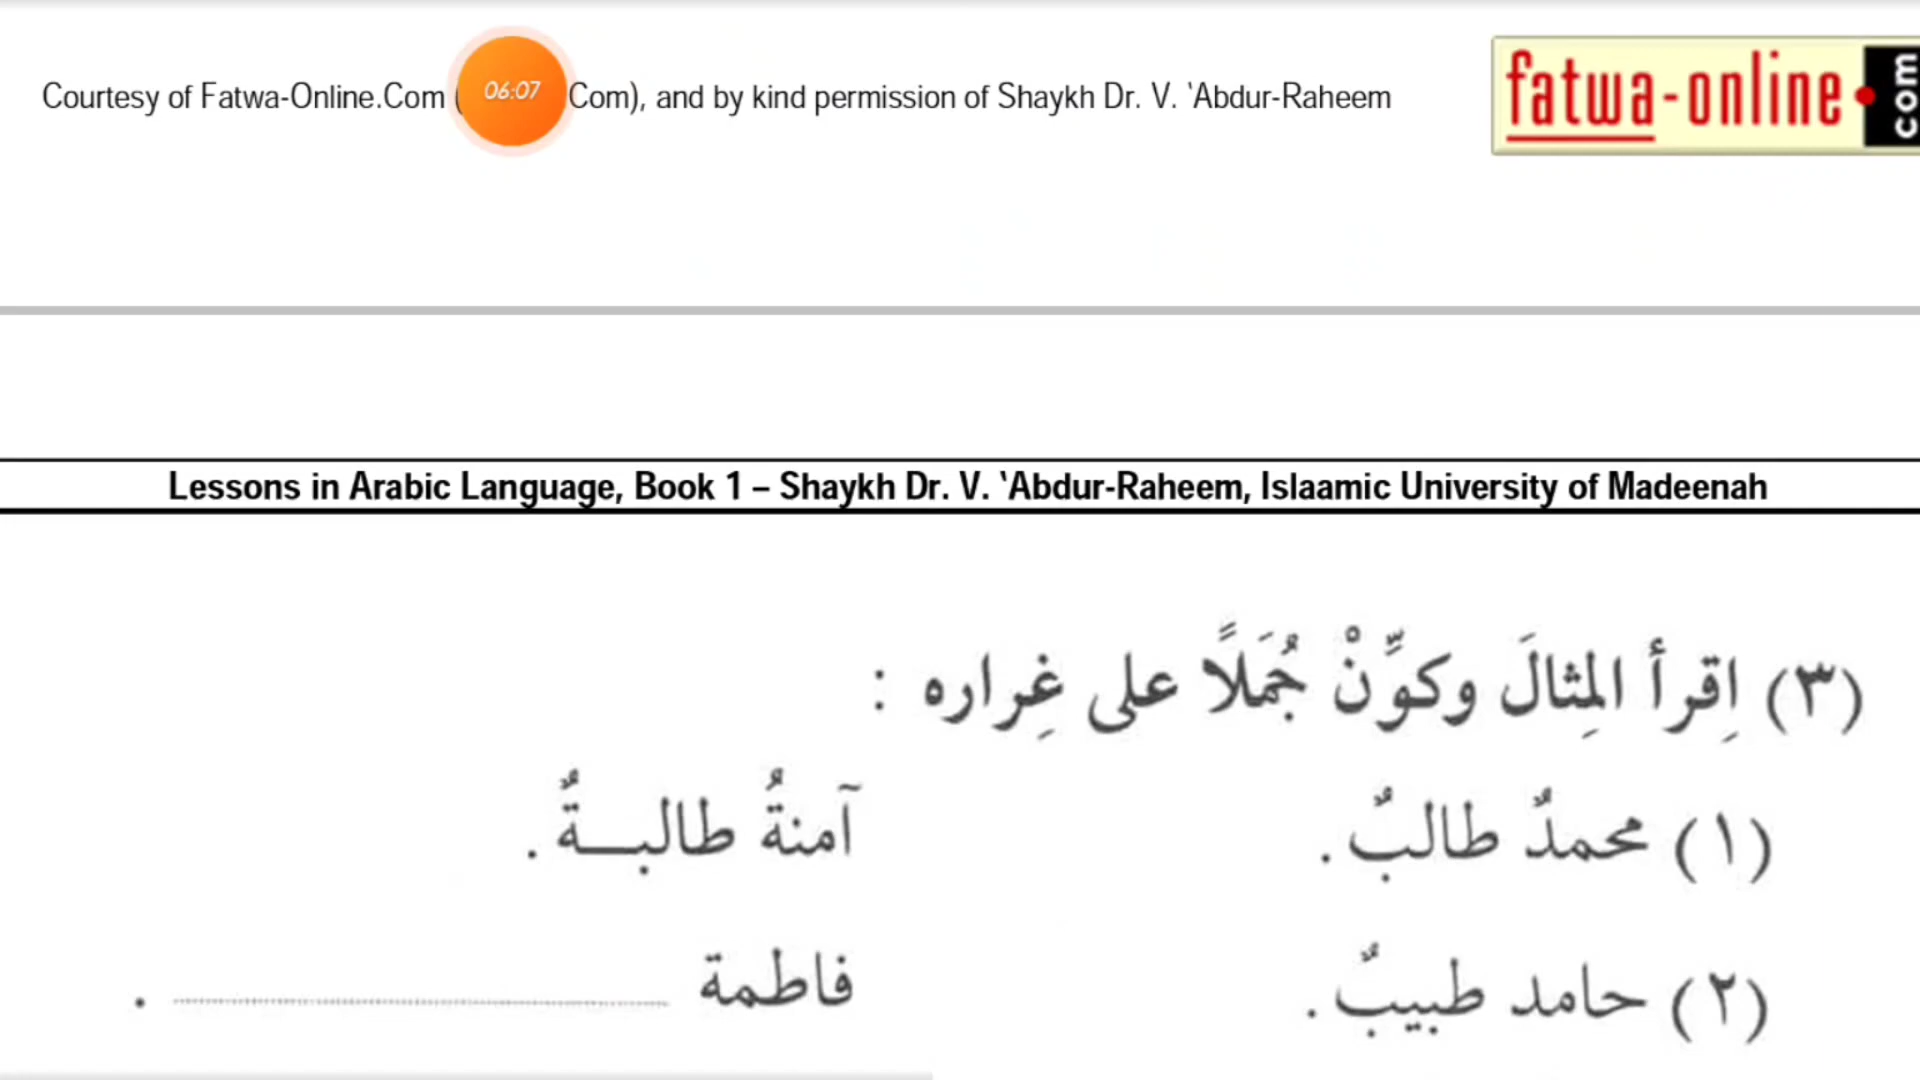 Courtesy of Fatwa-Online.Com ( 06:07 Com), and by kind permission of Shaykh Dr. V. ‛Abdur-Raheem
fatwa-online.com
Lessons in Arabic Language, Book 1 – Shaykh Dr. V. ‛Abdur-Raheem, Islaamic University of Madeenah
(٣) اِقرأ المِثالَ وكوِّنْ جُمَلاً على غِراره :
(١) محمدٌ طالبٌ . آمنةُ طالبـــةٌ .
(٢) حامد طبيبٌ . فاطمة .................... .